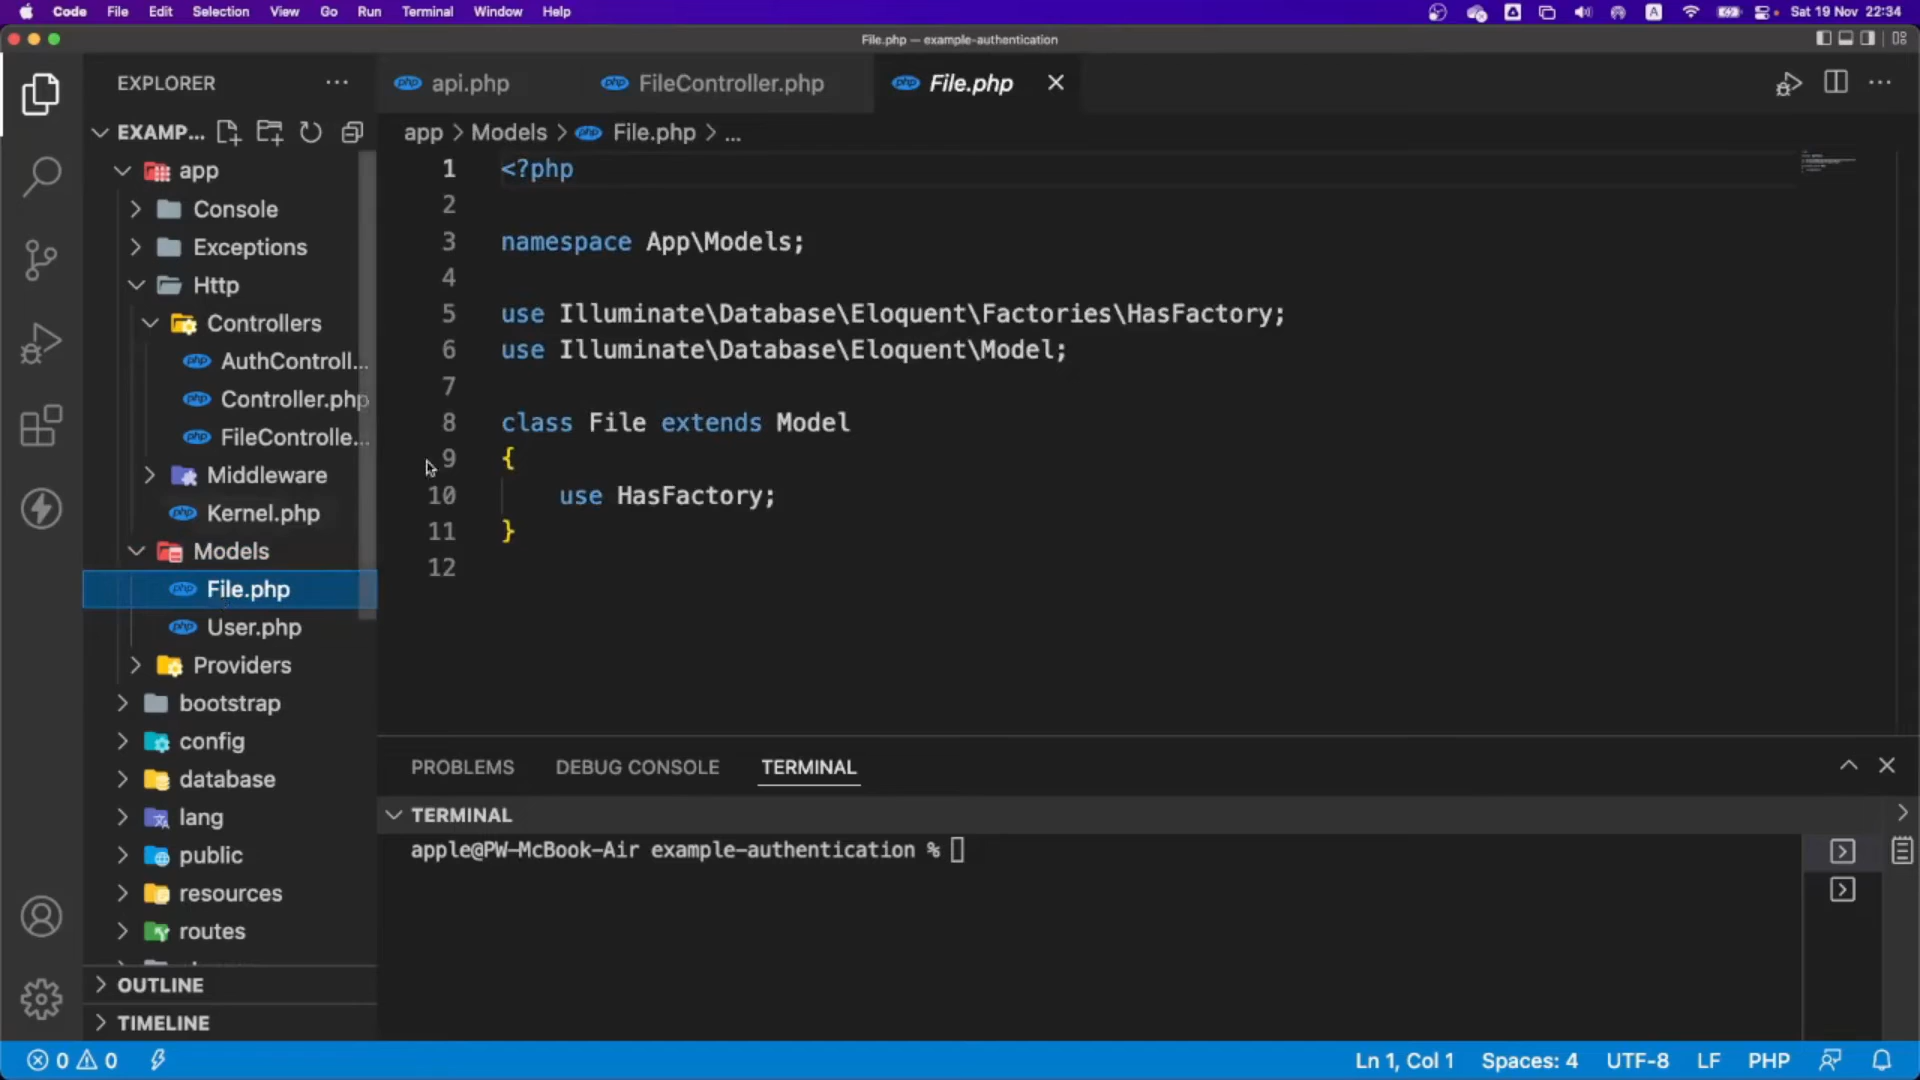 Code File Edit Selection View Go Run Terminal Window Help A Sat 19 Nov 22:34
File.php — example-authentication
EXPLORER
EXAMP...
app
Console
Exceptions
Http
Controllers
AuthControll...
Controller.php
FileControlle...
Middleware
Kernel.php
Models
File.php
User.php
Providers
bootstrap
config
database
lang
public
resources
routes
OUTLINE
TIMELINE
php api.php php FileController.php php File.php
app > Models > php File.php > ...
1 <?php
2
3 namespace App\Models;
4
5 use Illuminate\Database\Eloquent\Factories\HasFactory;
6 use Illuminate\Database\Eloquent\Model;
7
8 class File extends Model
9 {
10 use HasFactory;
11 }
12
PROBLEMS DEBUG CONSOLE TERMINAL
TERMINAL
apple@PW-McBook-Air example-authentication %
0 0 Ln 1, Col 1 Spaces: 4 UTF-8 LF PHP